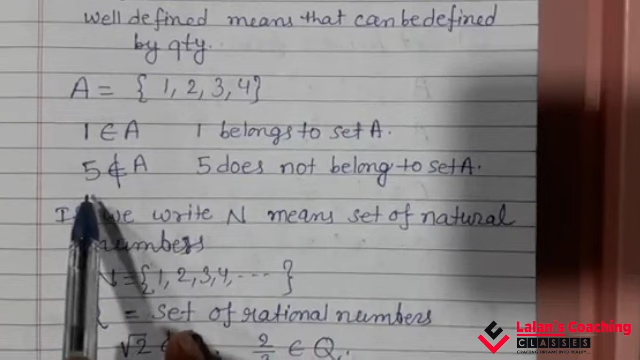 well defined means that can be defined
by qty.
A = { 1, 2, 3, 4}
1 ∈ A 1 belongs to set A.
5 ∉ A 5 does not belong to set A.
we write N means set of natural
numbers
N = {1, 2, 3, 4, ---- }
= set of rational numbers
√2 ∈ Q.
Lalan's Coaching
CLASSES